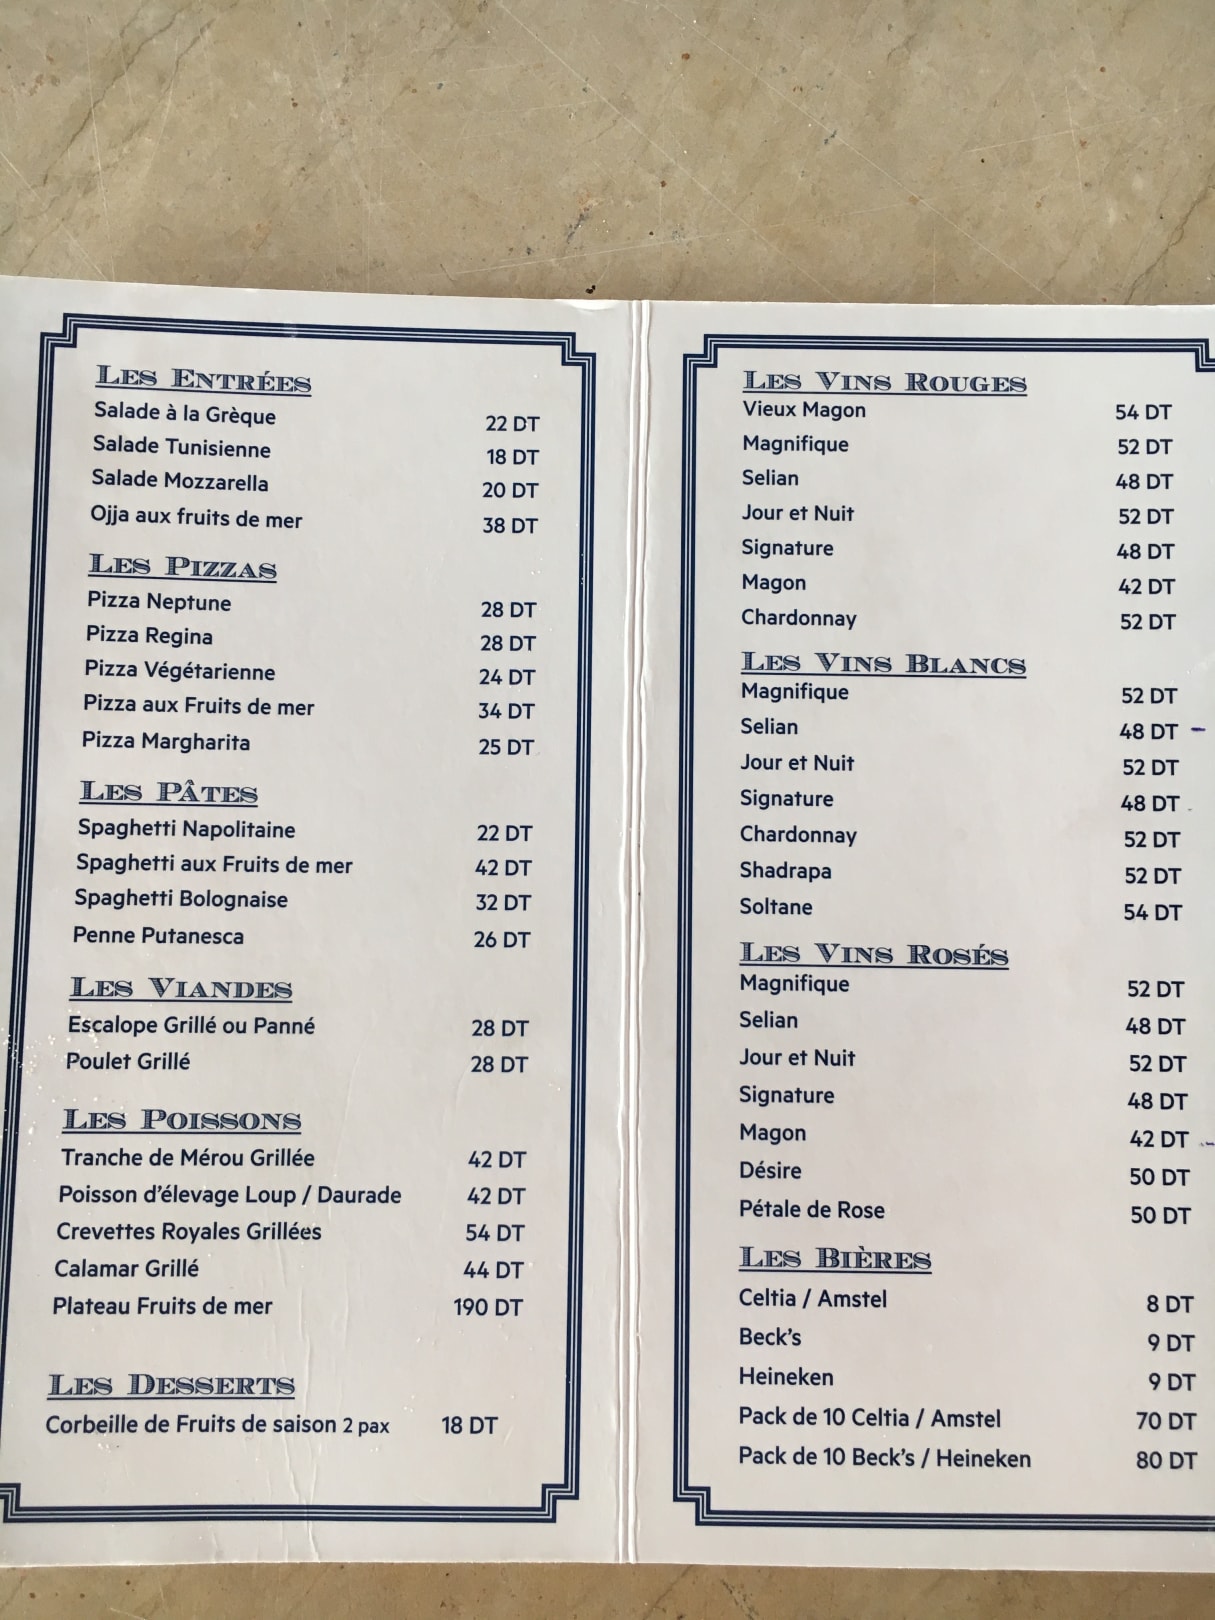 LES ENTRÉES
Salade à la Grèque 22 DT
Salade Tunisienne 18 DT
Salade Mozzarella 20 DT
Ojja aux fruits de mer 38 DT
LES PIZZAS
Pizza Neptune 28 DT
Pizza Regina 28 DT
Pizza Végétarienne 24 DT
Pizza aux Fruits de mer 34 DT
Pizza Margharita 25 DT
LES PÂTES
Spaghetti Napolitaine 22 DT
Spaghetti aux Fruits de mer 42 DT
Spaghetti Bolognaise 32 DT
Penne Putanesca 26 DT
LES VIANDES
Escalope Grillé ou Panné 28 DT
Poulet Grillé 28 DT
LES POISSONS
Tranche de Mérou Grillée 42 DT
Poisson d'élevage Loup / Daurade 42 DT
Crevettes Royales Grillées 54 DT
Calamar Grillé 44 DT
Plateau Fruits de mer 190 DT
LES DESSERTS
Corbeille de Fruits de saison 2 pax 18 DT
LES VINS ROUGES
Vieux Magon 54 DT
Magnifique 52 DT
Selian 48 DT
Jour et Nuit 52 DT
Signature 48 DT
Magon 42 DT
Chardonnay 52 DT
LES VINS BLANCS
Magnifique 52 DT
Selian 48 DT
Jour et Nuit 52 DT
Signature 48 DT
Chardonnay 52 DT
Shadrapa 52 DT
Soltane 54 DT
LES VINS ROSÉS
Magnifique 52 DT
Selian 48 DT
Jour et Nuit 52 DT
Signature 48 DT
Magon 42 DT
Désire 50 DT
Pétale de Rose 50 DT
LES BIÈRES
Celtia / Amstel 8 DT
Beck's 9 DT
Heineken 9 DT
Pack de 10 Celtia / Amstel 70 DT
Pack de 10 Beck's / Heineken 80 DT